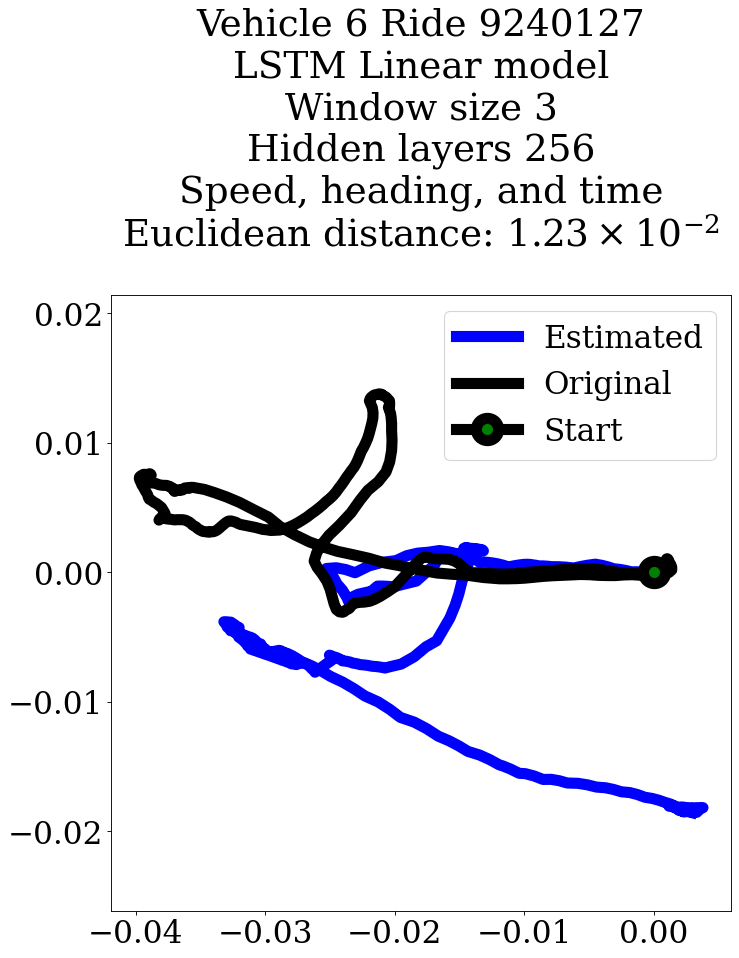 Vehicle 6 Ride 9240127
LSTM Linear model
Window size 3
Hidden layers 256
Speed, heading, and time
Euclidean distance: 1.23 × 10⁻²
Estimated
Original
Start
0.02
0.01
0.00
−0.01
−0.02
−0.04 −0.03 −0.02 −0.01 0.00